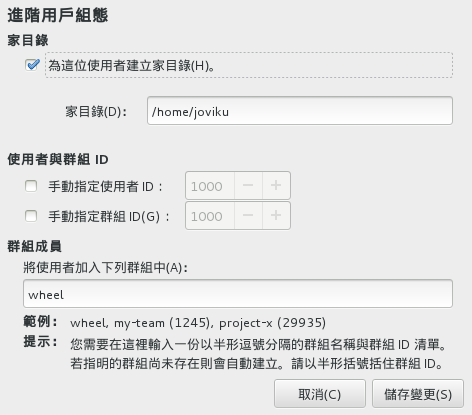 進階用戶組態
家目錄
為這位使用者建立家目錄(H)。
家目錄(D)： /home/joviku
使用者與群組 ID
手動指定使用者 ID： 1000 − +
手動指定群組 ID(G)： 1000 − +
群組成員
將使用者加入下列群組中(A)：
wheel
範例： wheel, my-team (1245), project-x (29935)
提示： 您需要在這裡輸入一份以半形逗號分隔的群組名稱與群組 ID 清單。
若指明的群組尚未存在則會自動建立。請以半形括號括住群組 ID。
取消(C) 儲存變更(S)